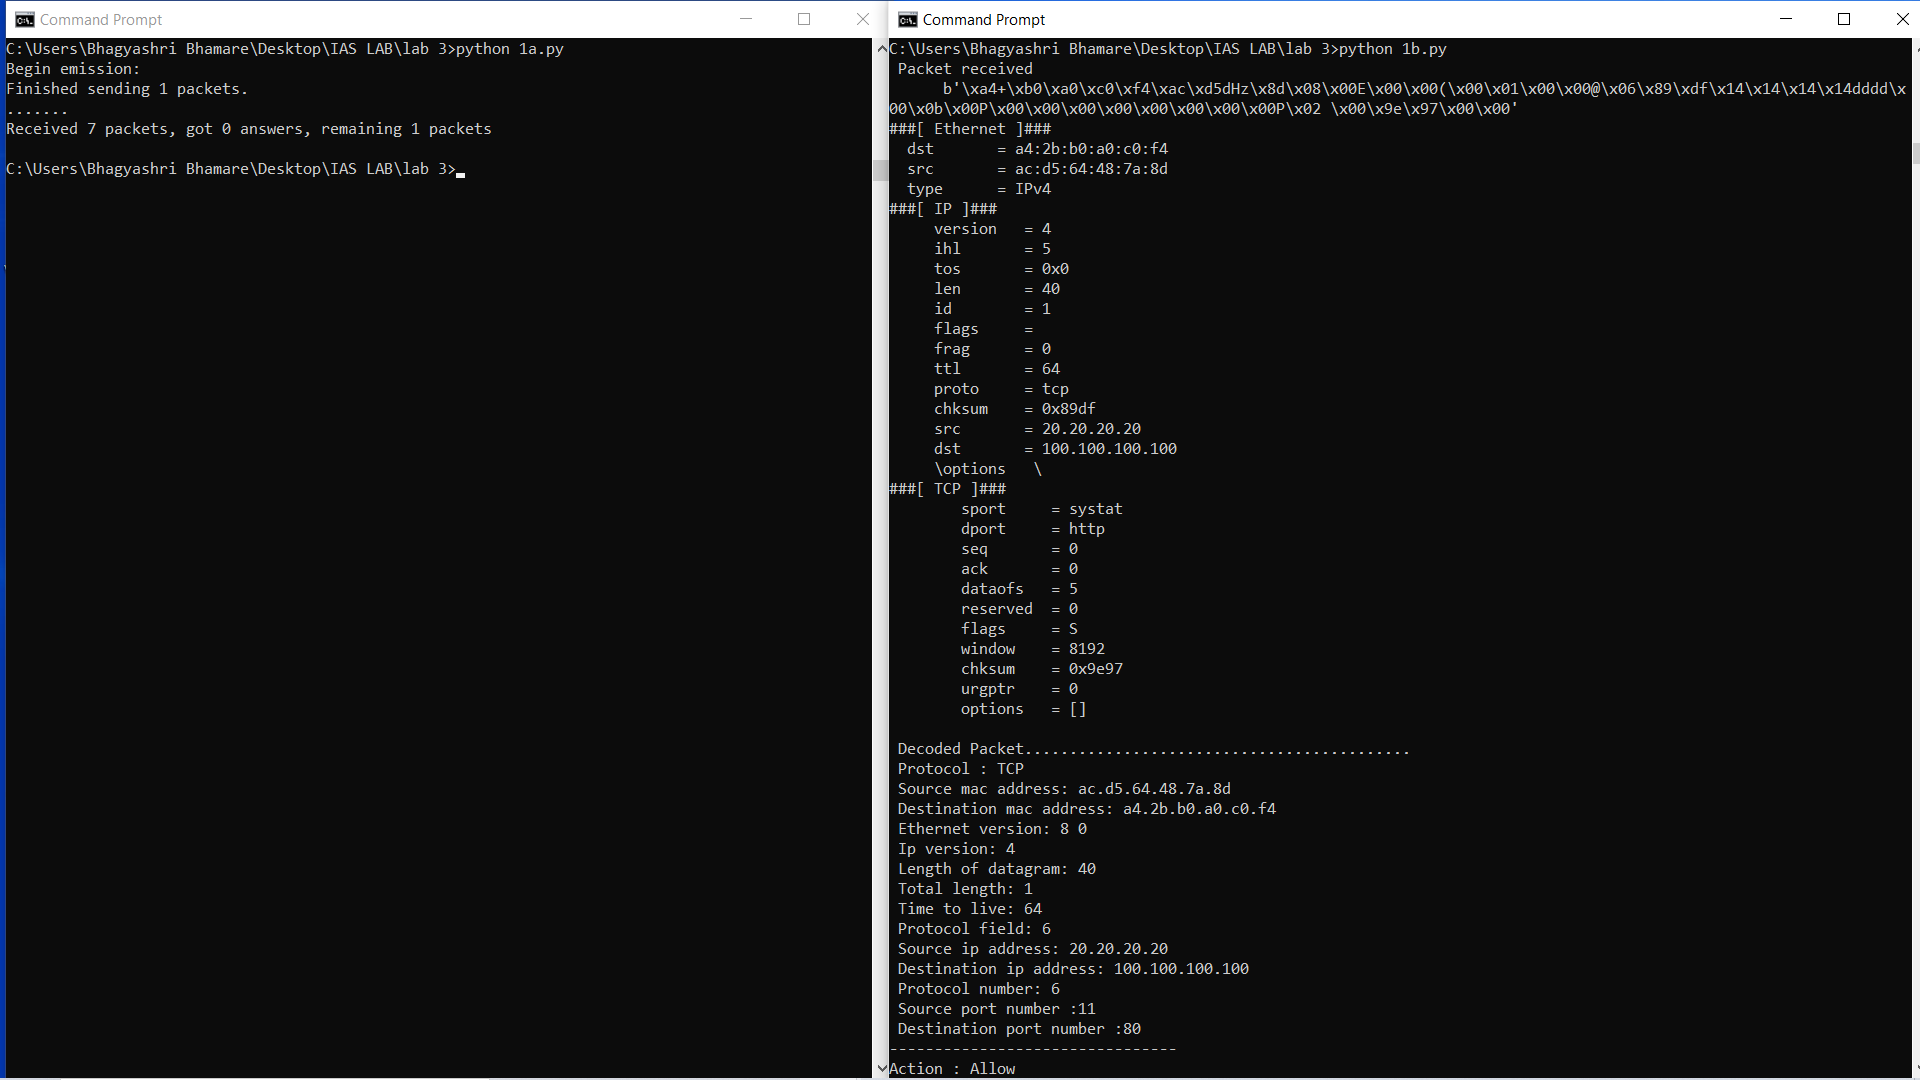 Command Prompt
C:\Users\Bhagyashri Bhamare\Desktop\IAS LAB\lab 3>python 1a.py
Begin emission:
Finished sending 1 packets.
.......
Received 7 packets, got 0 answers, remaining 1 packets
C:\Users\Bhagyashri Bhamare\Desktop\IAS LAB\lab 3>
Command Prompt
C:\Users\Bhagyashri Bhamare\Desktop\IAS LAB\lab 3>python 1b.py
 Packet received
      b'\xa4+\xb0\xa0\xc0\xf4\xac\xd5dHz\x8d\x08\x00E\x00\x00(\x00\x01\x00\x00@\x06\x89\xdf\x14\x14\x14\x14dddd\x
00\x0b\x00P\x00\x00\x00\x00\x00\x00\x00\x00P\x02 \x00\x9e\x97\x00\x00'
###[ Ethernet ]###
  dst       = a4:2b:b0:a0:c0:f4
  src       = ac:d5:64:48:7a:8d
  type      = IPv4
###[ IP ]###
     version   = 4
     ihl       = 5
     tos       = 0x0
     len       = 40
     id        = 1
     flags     =
     frag      = 0
     ttl       = 64
     proto     = tcp
     chksum    = 0x89df
     src       = 20.20.20.20
     dst       = 100.100.100.100
     \options   \
###[ TCP ]###
        sport     = systat
        dport     = http
        seq       = 0
        ack       = 0
        dataofs   = 5
        reserved  = 0
        flags     = S
        window    = 8192
        chksum    = 0x9e97
        urgptr    = 0
        options   = []
 Decoded Packet...........................................
 Protocol : TCP
 Source mac address: ac.d5.64.48.7a.8d
 Destination mac address: a4.2b.b0.a0.c0.f4
 Ethernet version: 8 0
 Ip version: 4
 Length of datagram: 40
 Total length: 1
 Time to live: 64
 Protocol field: 6
 Source ip address: 20.20.20.20
 Destination ip address: 100.100.100.100
 Protocol number: 6
 Source port number :11
 Destination port number :80
--------------------------------
Action : Allow